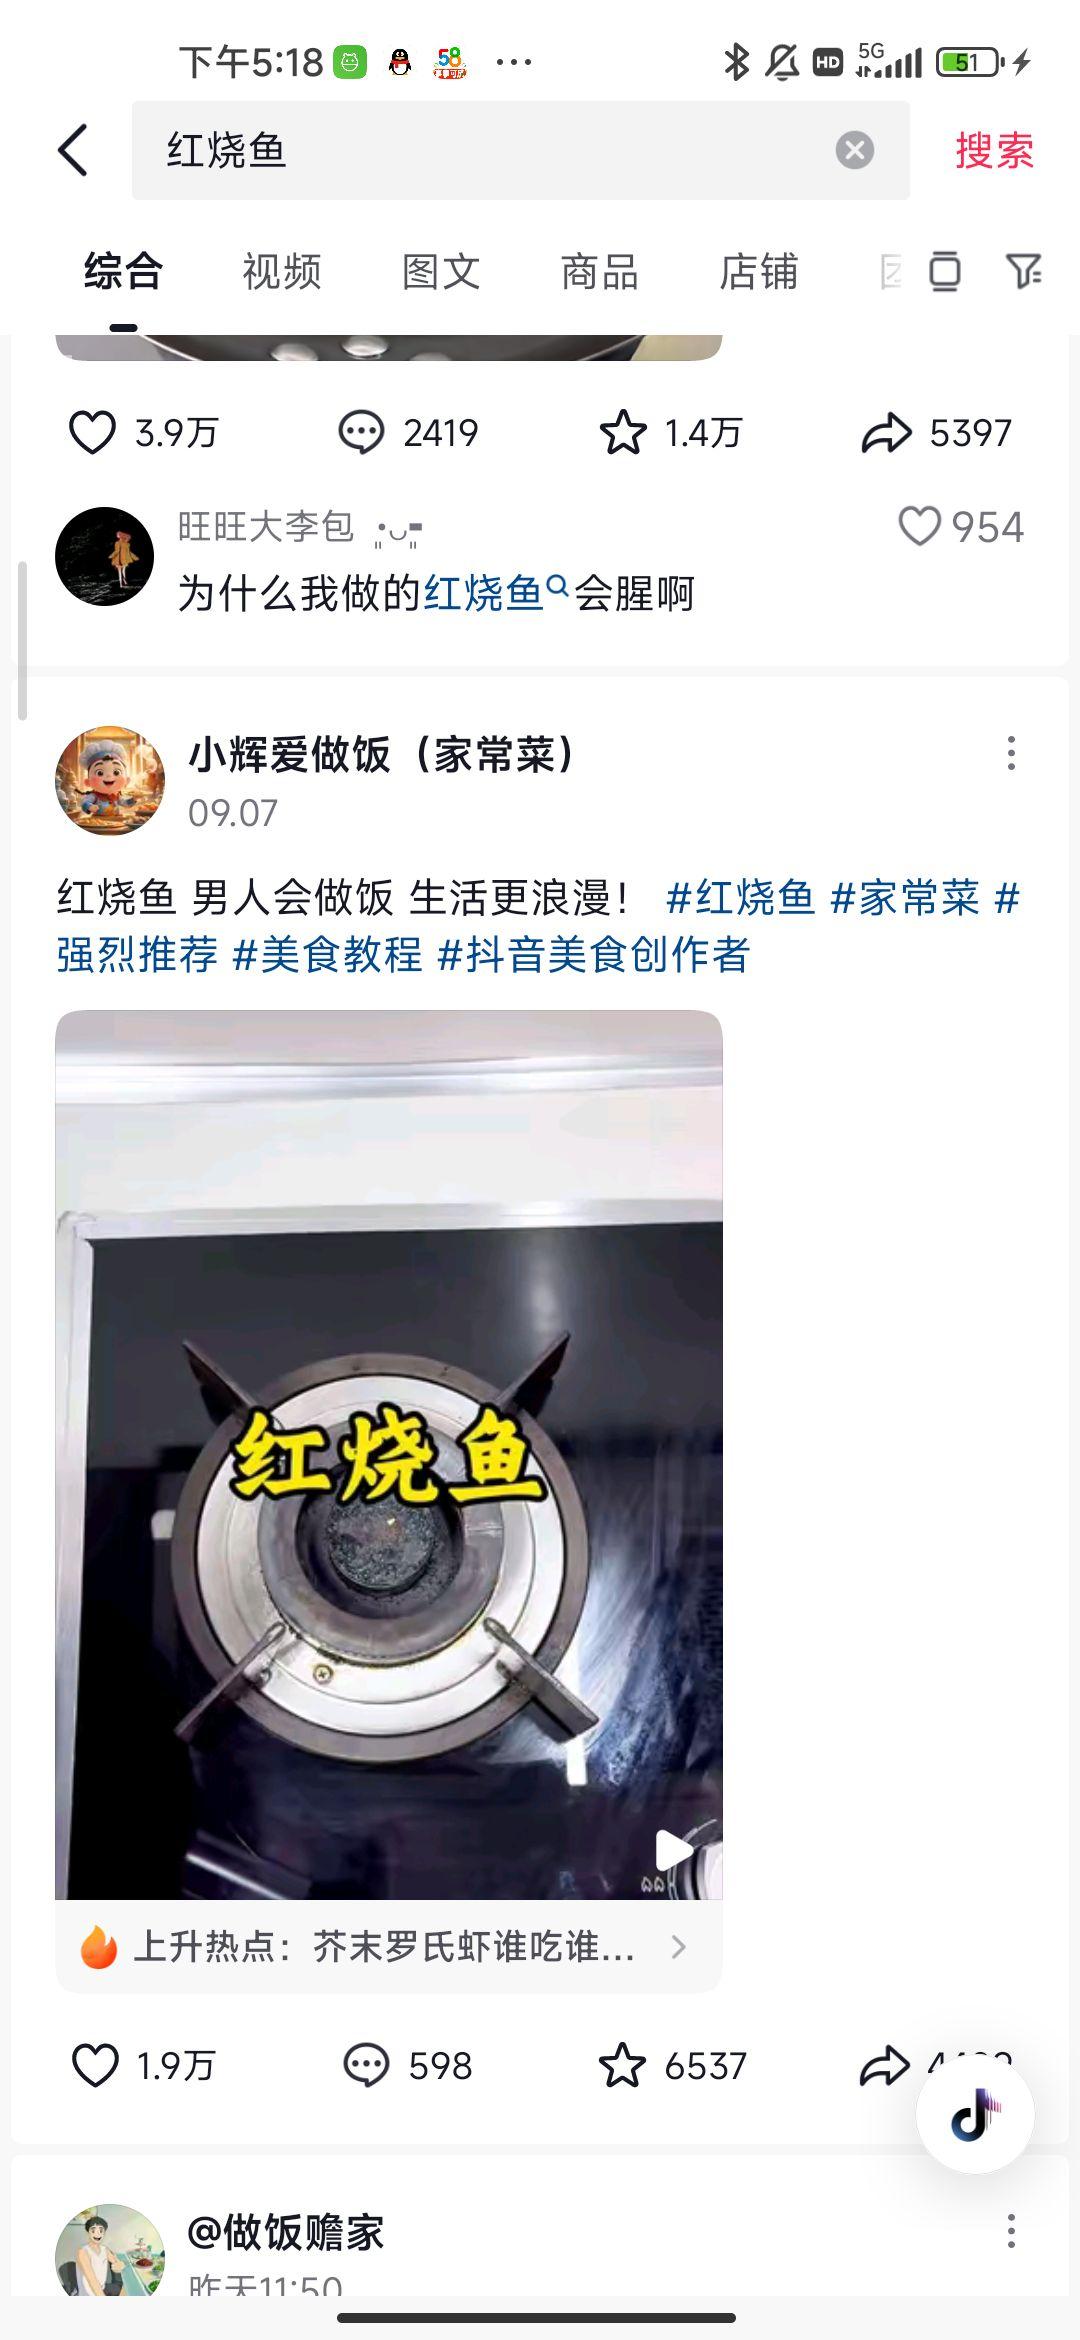 下午5:18
58
HD
5G
51
红烧鱼
搜索
综合 视频 图文 商品 店铺
3.9万 2419 1.4万 5397
旺旺大李包
954
为什么我做的红烧鱼会腥啊
小辉爱做饭（家常菜）
09.07
红烧鱼 男人会做饭 生活更浪漫！ #红烧鱼 #家常菜 #
强烈推荐 #美食教程 #抖音美食创作者
红烧鱼
上升热点：芥末罗氏虾谁吃谁...
1.9万 598 6537
@做饭赡家
昨天11:50